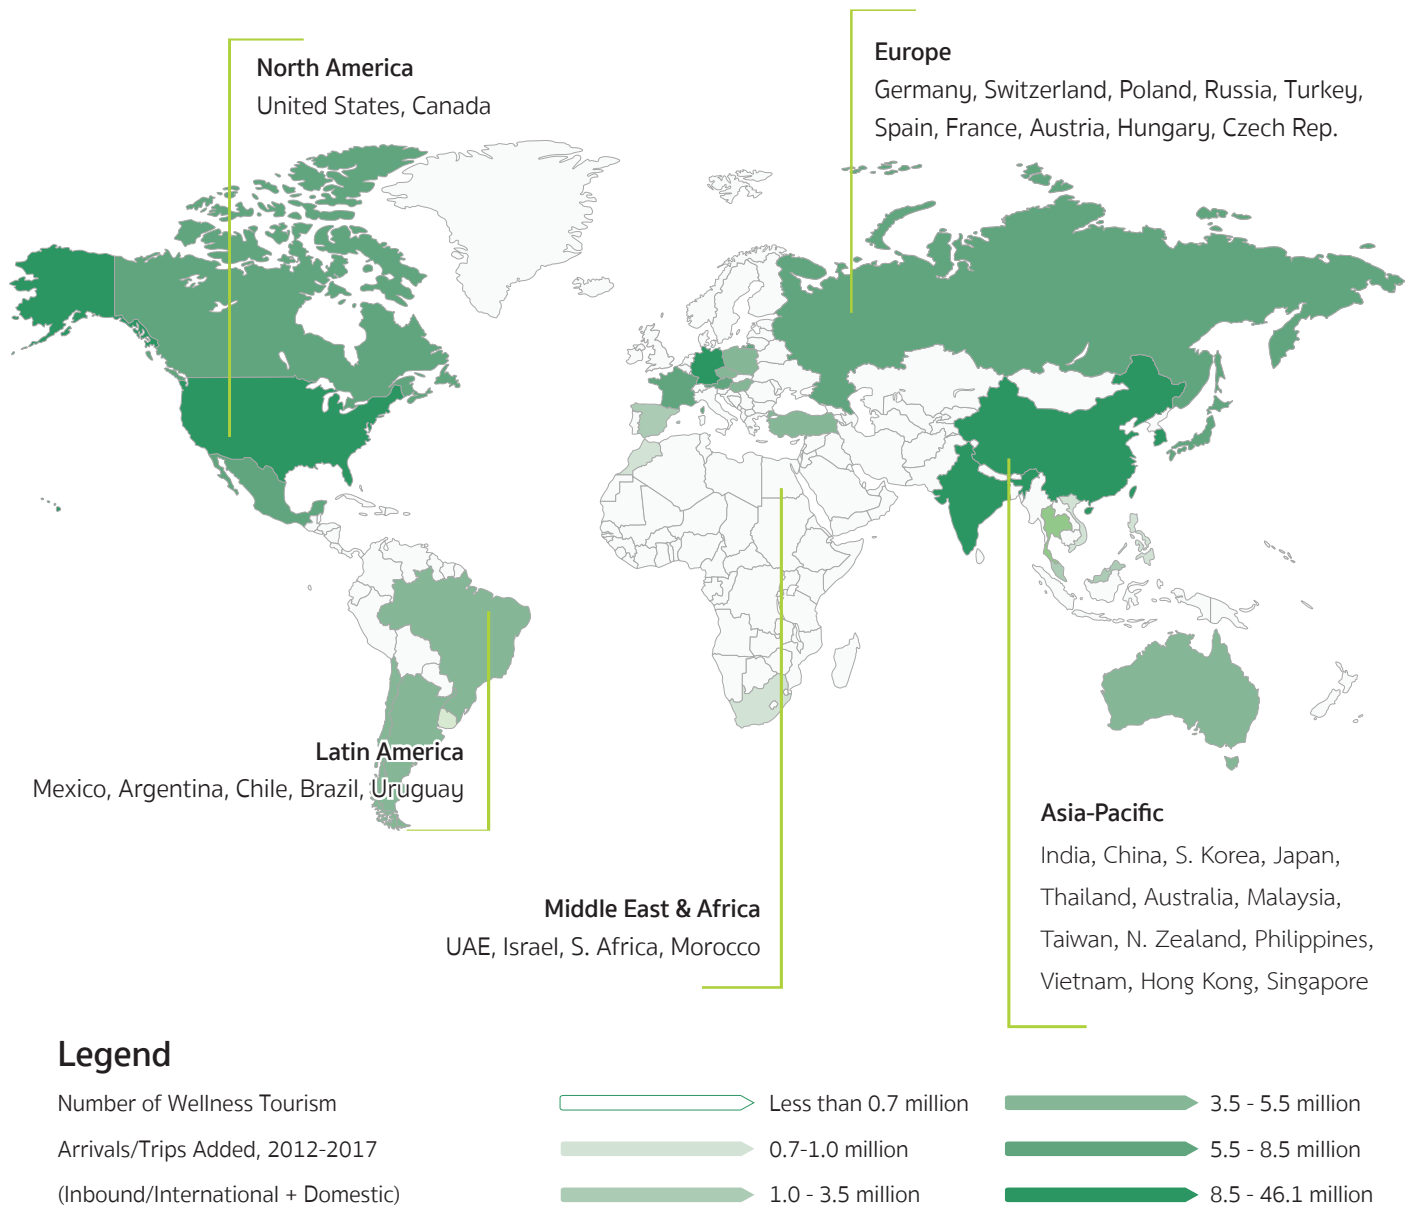 North America
United States, Canada
Europe
Germany, Switzerland, Poland, Russia, Turkey,
Spain, France, Austria, Hungary, Czech Rep.
Latin America
Mexico, Argentina, Chile, Brazil, Uruguay
Middle East & Africa
UAE, Israel, S. Africa, Morocco
Asia-Pacific
India, China, S. Korea, Japan,
Thailand, Australia, Malaysia,
Taiwan, N. Zealand, Philippines,
Vietnam, Hong Kong, Singapore
Legend
Number of Wellness Tourism
Arrivals/Trips Added, 2012-2017
(Inbound/International + Domestic)
Less than 0.7 million
0.7-1.0 million
1.0 - 3.5 million
3.5 - 5.5 million
5.5 - 8.5 million
8.5 - 46.1 million